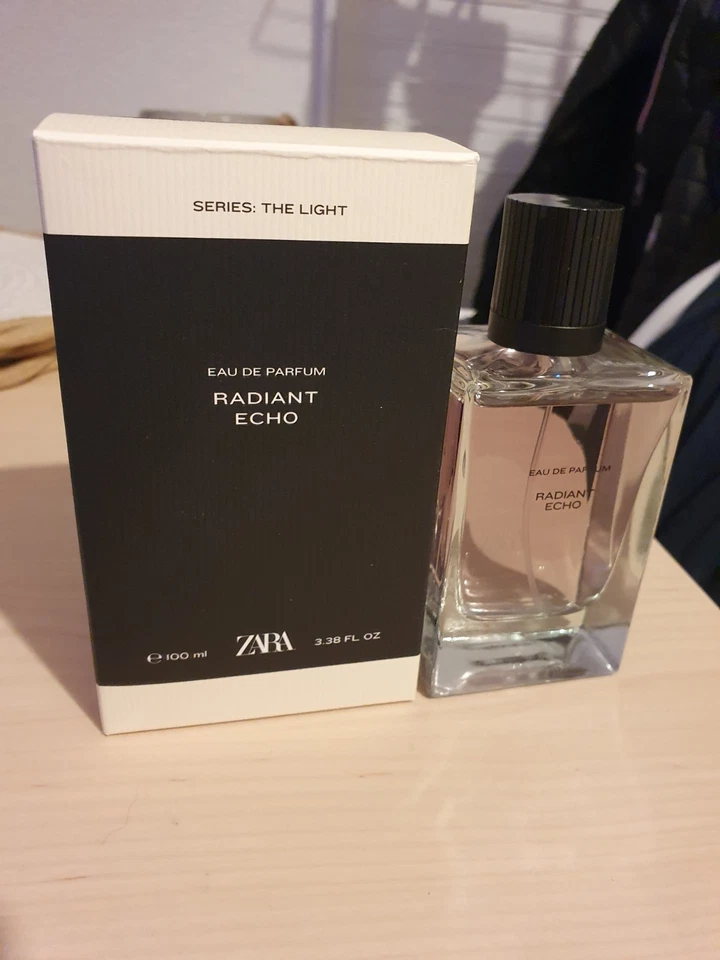 SERIES: THE LIGHT
EAU DE PARFUM
RADIANT
ECHO
℮ 100 ml ZARA 3.38 FL OZ
EAU DE PARFUM
RADIANT
ECHO